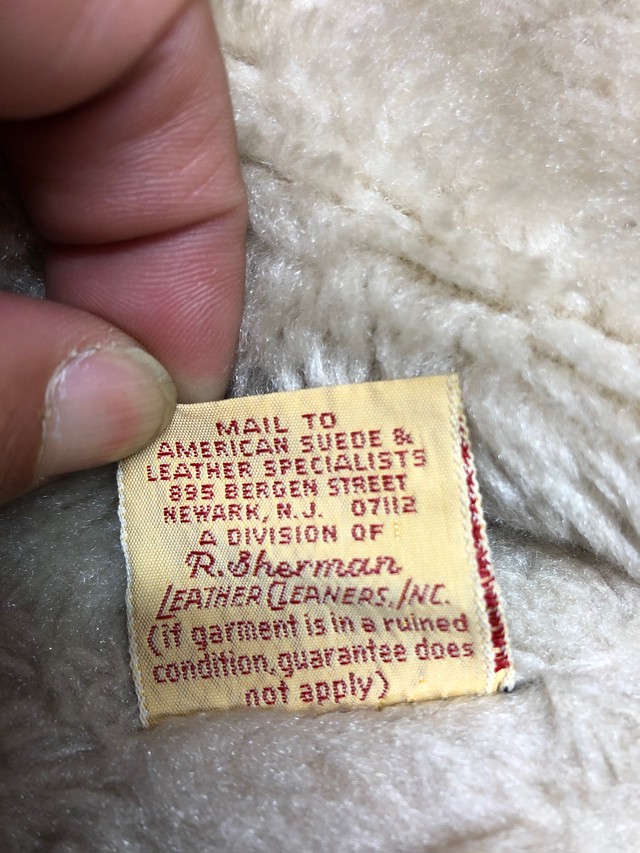 MAIL TO
AMERICAN SUEDE &
LEATHER SPECIALISTS
895 BERGEN STREET
NEWARK, N.J. 07112
A DIVISION OF
R. Sherman
LEATHER CLEANERS, INC.
(if garment is in a ruined
condition, guarantee does
not apply)